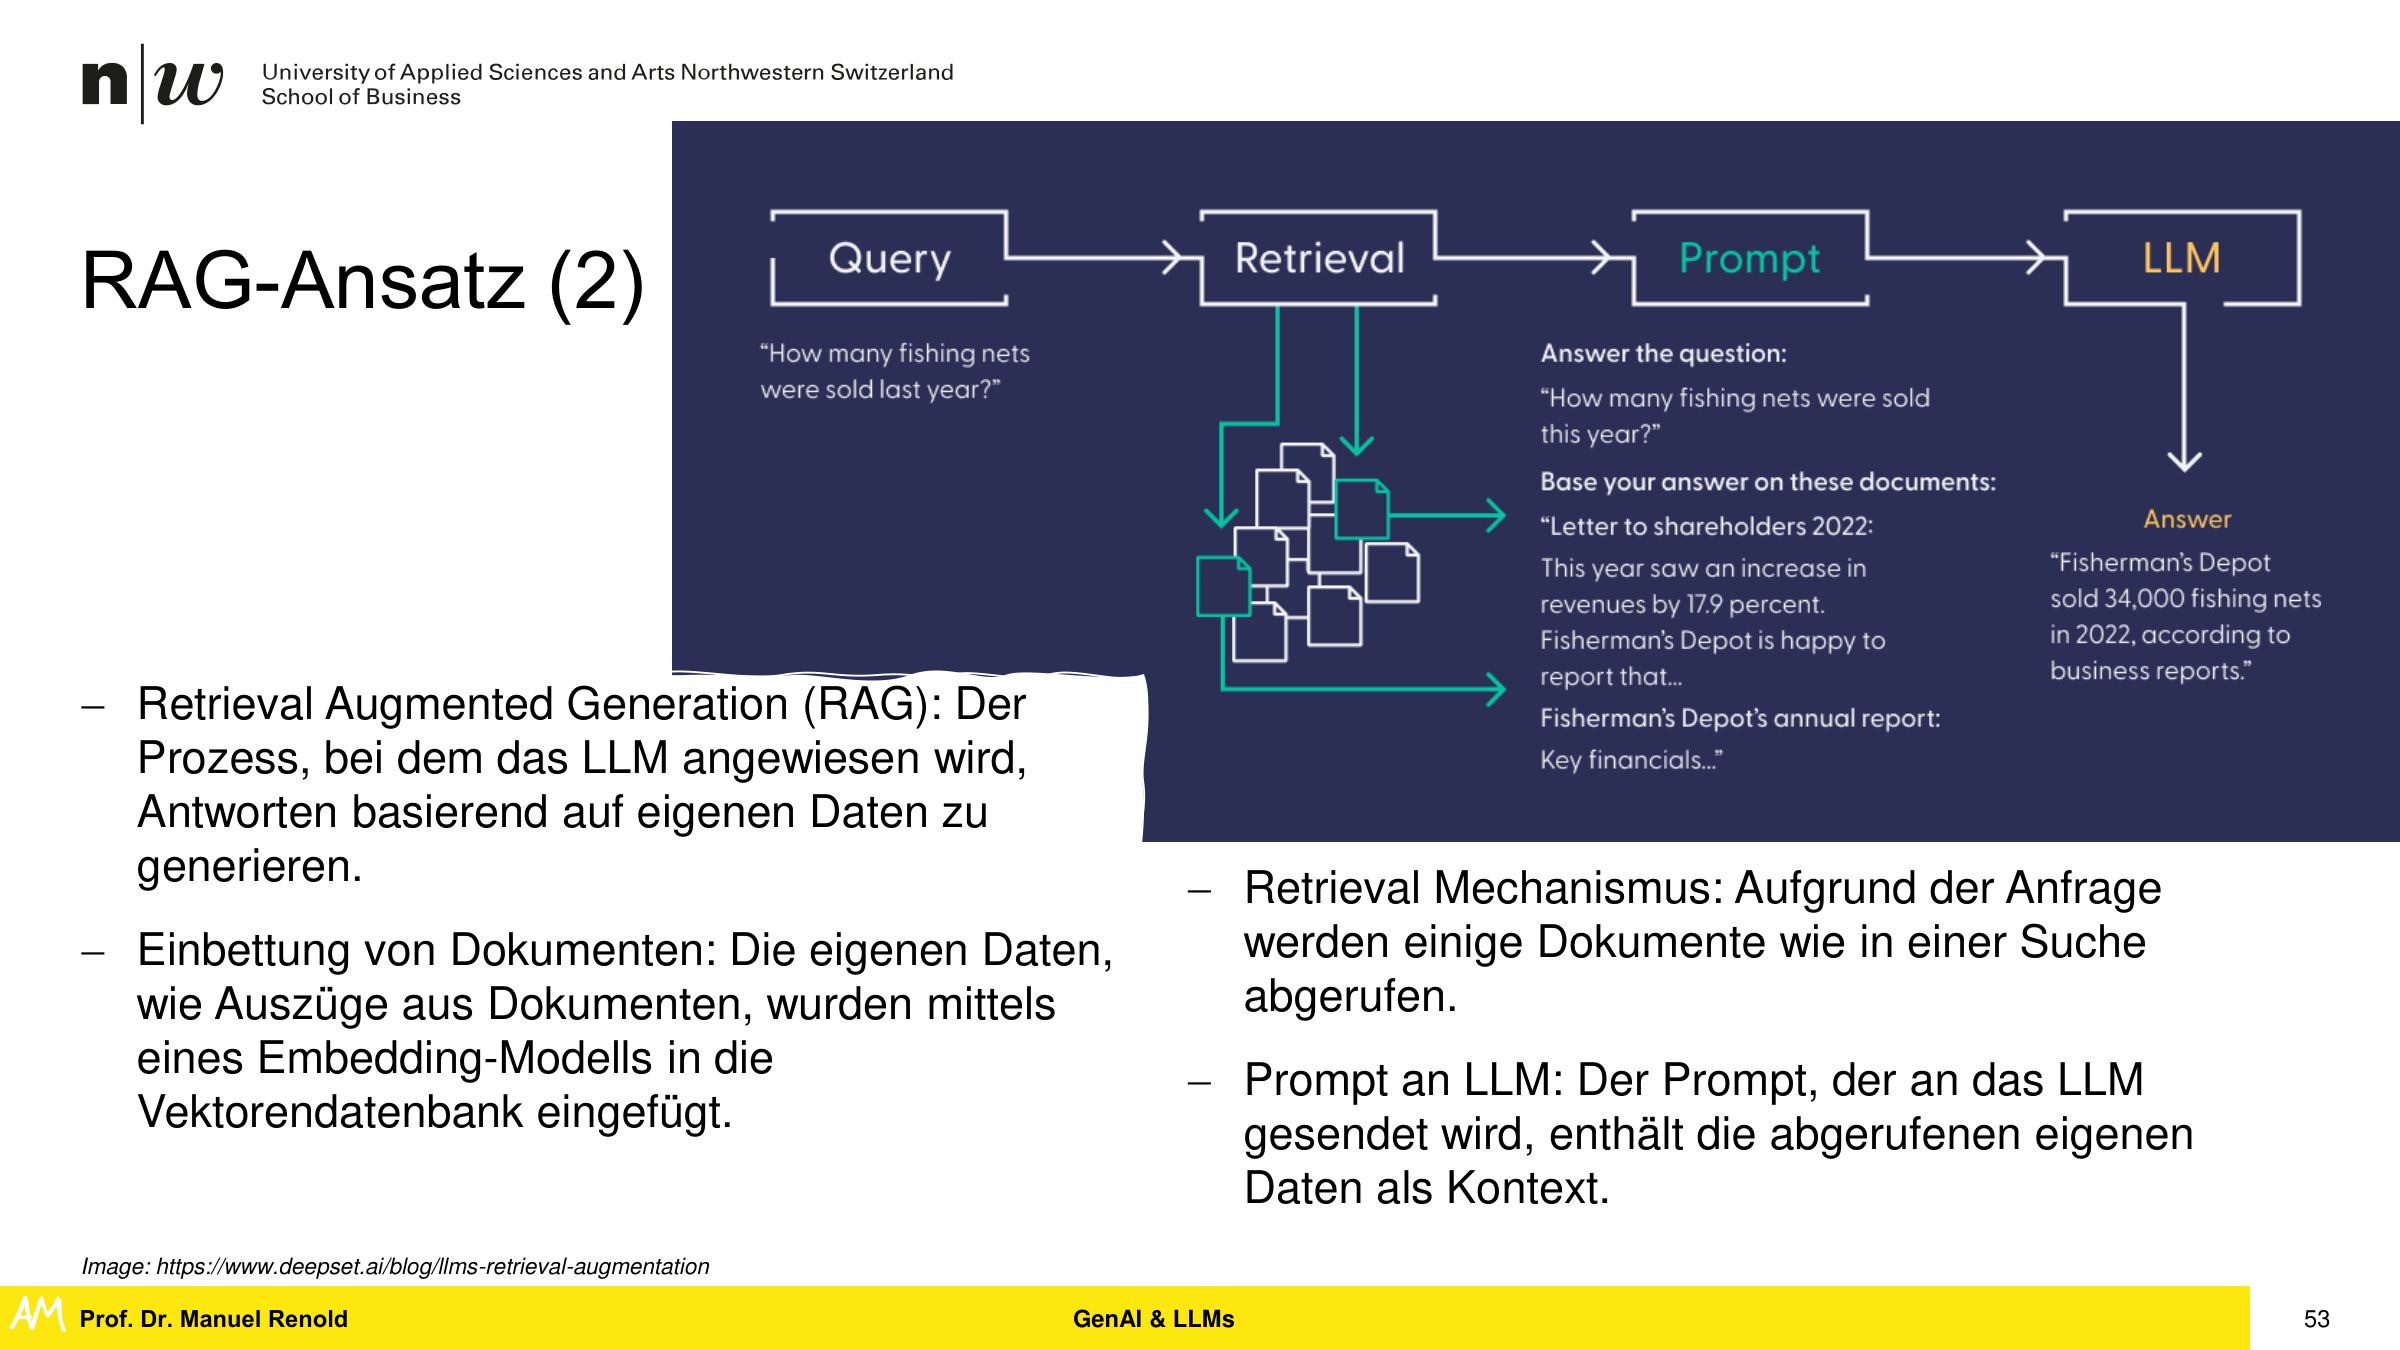 n|w
University of Applied Sciences and Arts Northwestern Switzerland
School of Business
RAG-Ansatz (2)
Query
Retrieval
Prompt
LLM
“How many fishing nets
were sold last year?”
Answer the question:
“How many fishing nets were sold
this year?”
Base your answer on these documents:
“Letter to shareholders 2022:
This year saw an increase in
revenues by 17.9 percent.
Fisherman’s Depot is happy to
report that...
Fisherman’s Depot’s annual report:
Key financials...”
Answer
“Fisherman’s Depot
sold 34,000 fishing nets
in 2022, according to
business reports.”
– Retrieval Augmented Generation (RAG): Der
Prozess, bei dem das LLM angewiesen wird,
Antworten basierend auf eigenen Daten zu
generieren.
– Einbettung von Dokumenten: Die eigenen Daten,
wie Auszüge aus Dokumenten, wurden mittels
eines Embedding-Modells in die
Vektorendatenbank eingefügt.
– Retrieval Mechanismus: Aufgrund der Anfrage
werden einige Dokumente wie in einer Suche
abgerufen.
– Prompt an LLM: Der Prompt, der an das LLM
gesendet wird, enthält die abgerufenen eigenen
Daten als Kontext.
Image: https://www.deepset.ai/blog/llms-retrieval-augmentation
AM
Prof. Dr. Manuel Renold
GenAI & LLMs
53